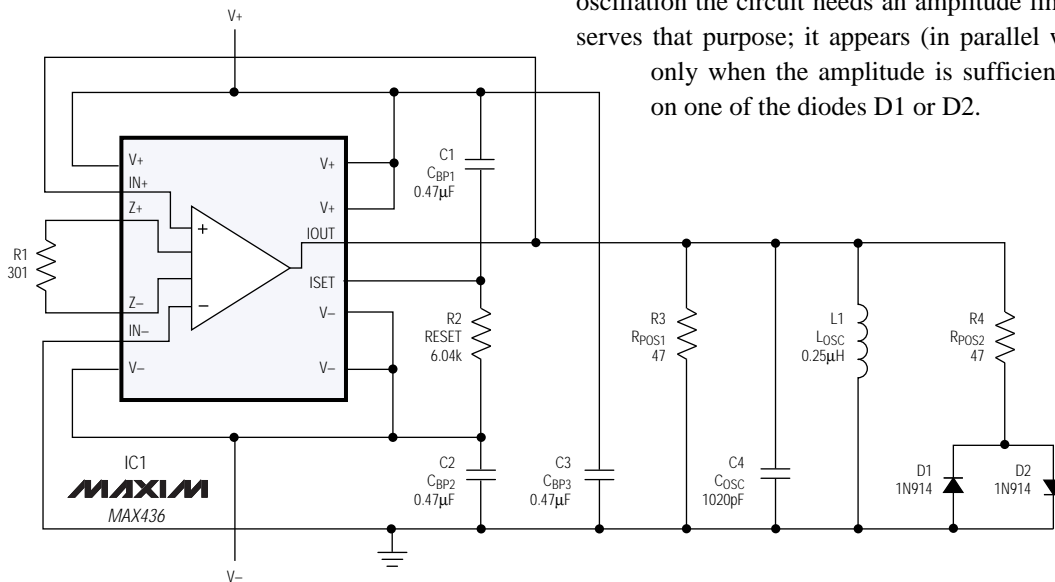 oscillation the circuit needs an amplitude
serves that purpose; it appears (in parallel
only when the amplitude is
on one of the diodes D1 or D2.
V+
V+
IN+
Z+
R1
301
Z−
IN−
V−
+
−
V+
V+
IOUT
ISET
V−
V−
IC1
MAXIM
MAX436
V−
C1
CBP1
0.47µF
R2
RESET
6.04k
C2
CBP2
0.47µF
C3
CBP3
0.47µF
R3
RPOS1
47
C4
COSC
1020pF
L1
LOSC
0.25µH
R4
RPOS2
47
D1
1N914
D2
1N914